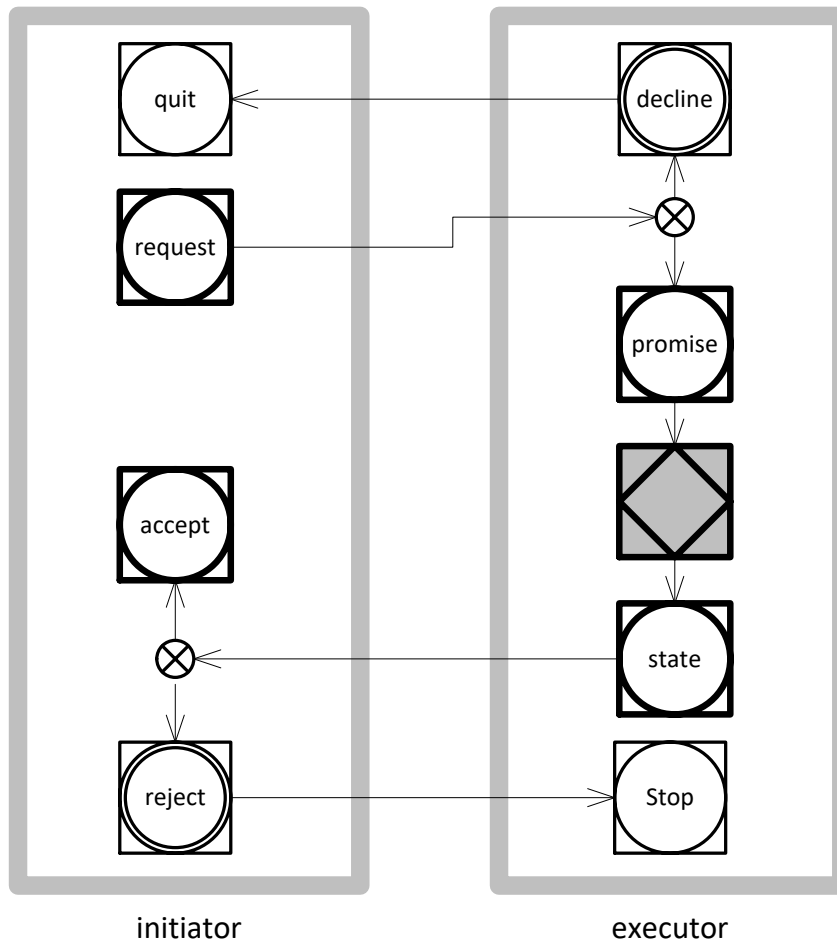 quit
decline
request
promise
accept
state
reject
Stop
initiator
executor